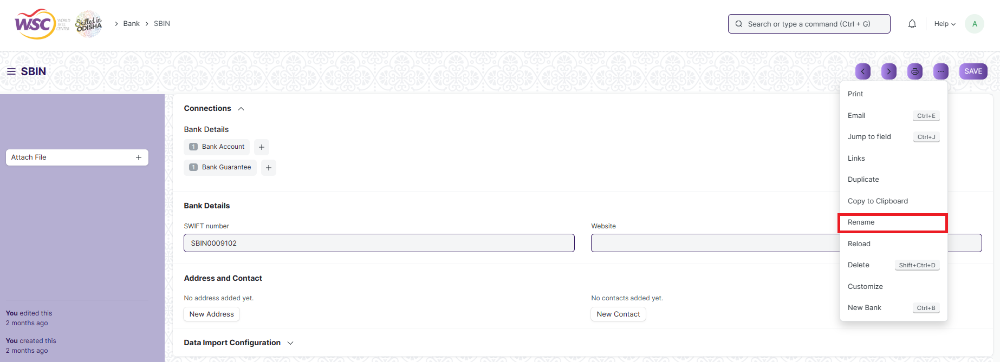 WSC WORLD SKILL CENTER
Skilled in ODISHA
Bank
SBIN
Search or type a command (Ctrl + G)
Help
A
SBIN
SAVE
Print
Email Ctrl+E
Jump to field Ctrl+J
Links
Duplicate
Copy to Clipboard
Rename
Reload
Delete Shift+Ctrl+D
Customize
New Bank Ctrl+B
Attach File
You edited this
2 months ago
You created this
2 months ago
Connections
Bank Details
1 Bank Account
1 Bank Guarantee
Bank Details
SWIFT number
SBIN0009102
Website
Address and Contact
No address added yet.
New Address
No contacts added yet.
New Contact
Data Import Configuration